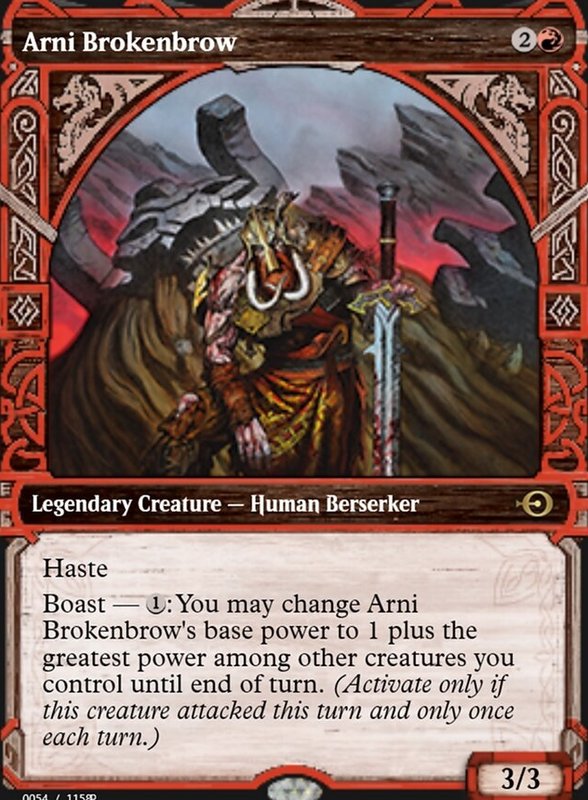 Arni Brokenbrow 2
Legendary Creature — Human Berserker
Haste
Boast — 1: You may change Arni
Brokenbrow's base power to 1 plus the
greatest power among other creatures you
control until end of turn. (Activate only if
this creature attacked this turn and only once
each turn.)
3/3
0054 / 1158P